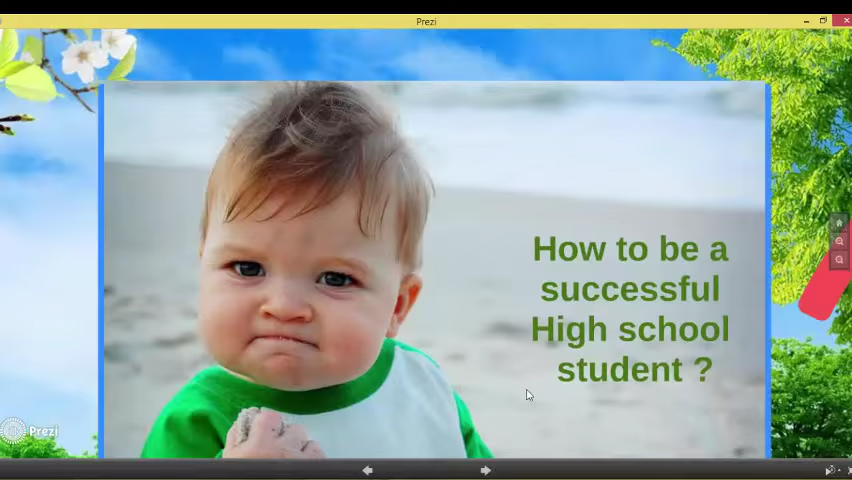 Prezi
How to be a
successful
High school
student ?
Prezi